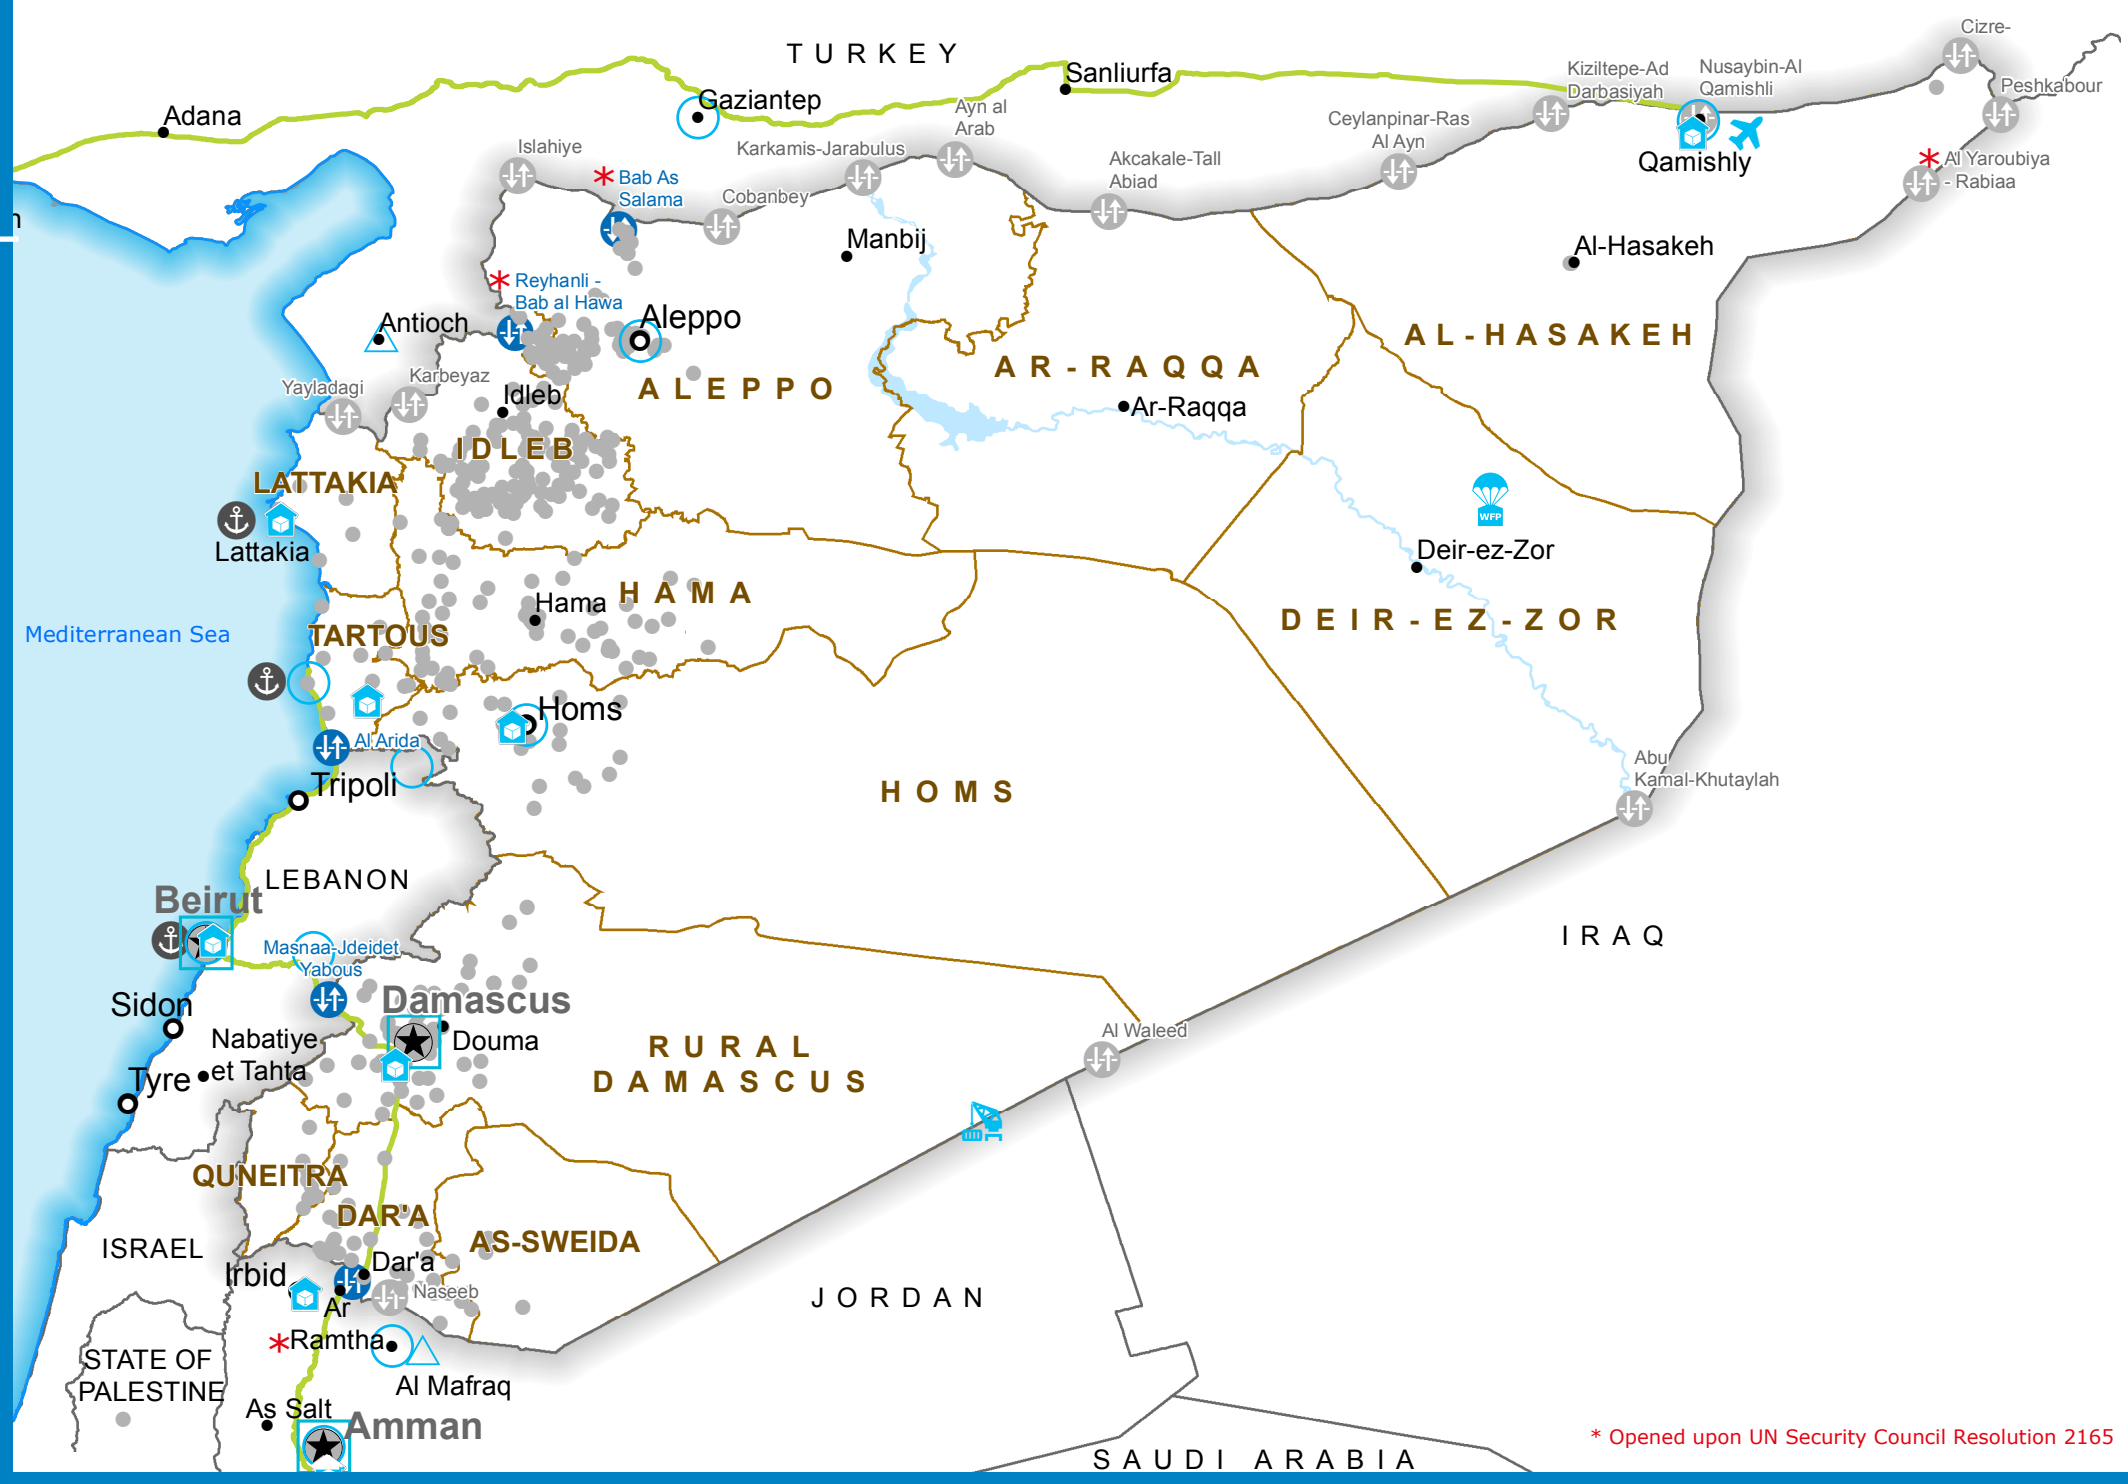 Cizre-
TURKEY
Sanliurfa
Kiziltepe-Ad
Darbasiyah
Nusaybin-Al
Qamishli
Peshkabour
Gaziantep
Adana
Ayn al
Arab
Ceylanpinar-Ras
Al Ayn
Islahiye
Karkamis-Jarabulus
Akcakale-Tall
Abiad
Qamishly
* Al Yaroubiya
- Rabiaa
* Bab As
Salama
Cobanbey
n
Manbij
Al-Hasakeh
* Reyhanli -
Bab al Hawa
Antioch
Aleppo
AL-HASAKEH
AR-RAQQA
Yayladagi
Karbeyaz
Idleb
ALEPPO
Ar-Raqqa
IDLEB
LATTAKIA
WFP
Lattakia
Deir-ez-Zor
Hama
HAMA
DEIR-EZ-ZOR
Mediterranean Sea
TARTOUS
Homs
Al Arida
Tripoli
Abu
Kamal-Khutaylah
HOMS
LEBANON
Beirut
IRAQ
Masnaa-Jdeidet
Yabous
Damascus
Sidon
Douma
Nabatiye
et Tahta
Al Waleed
RURAL
DAMASCUS
Tyre
QUNEITRA
DAR'A
AS-SWEIDA
ISRAEL
Dar'a
Irbid
Naseeb
JORDAN
Ar
* Ramtha
STATE OF
PALESTINE
Al Mafraq
As Salt
Amman
* Opened upon UN Security Council Resolution 2165
SAUDI ARABIA